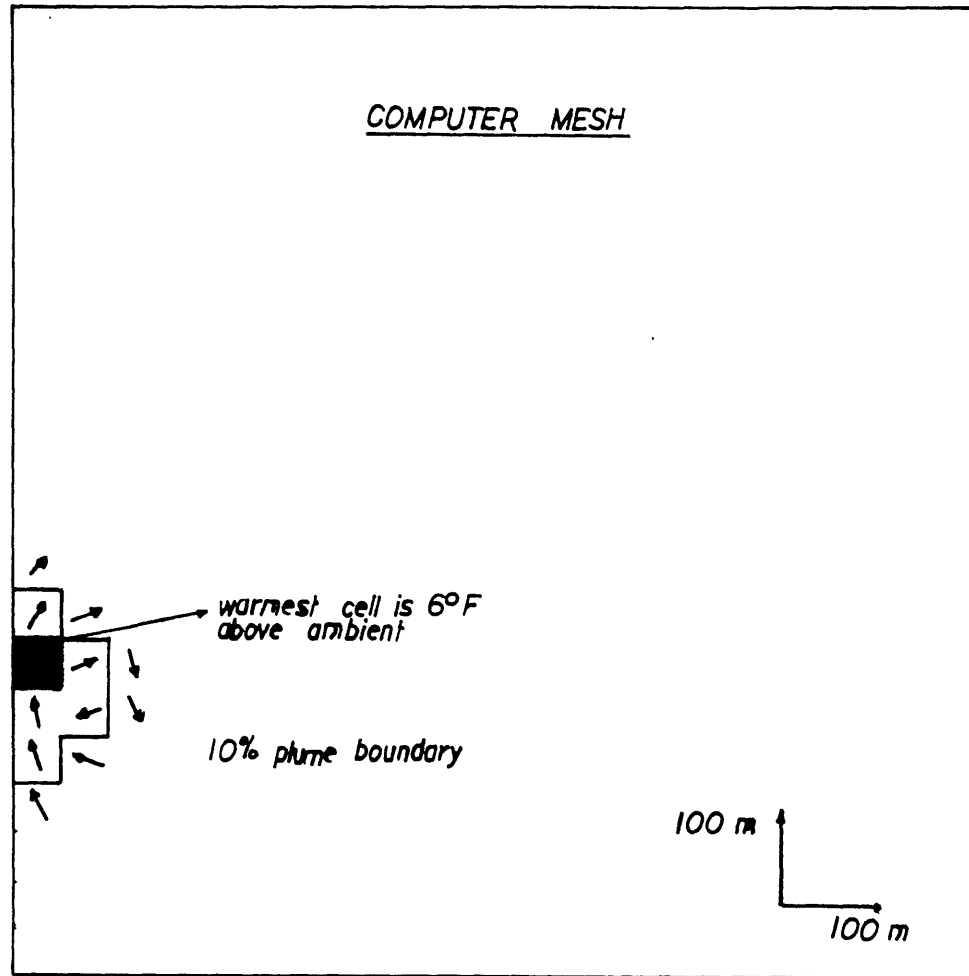 COMPUTER MESH
warmest cell is 6°F
above ambient
10% plume boundary
100 m
100 m